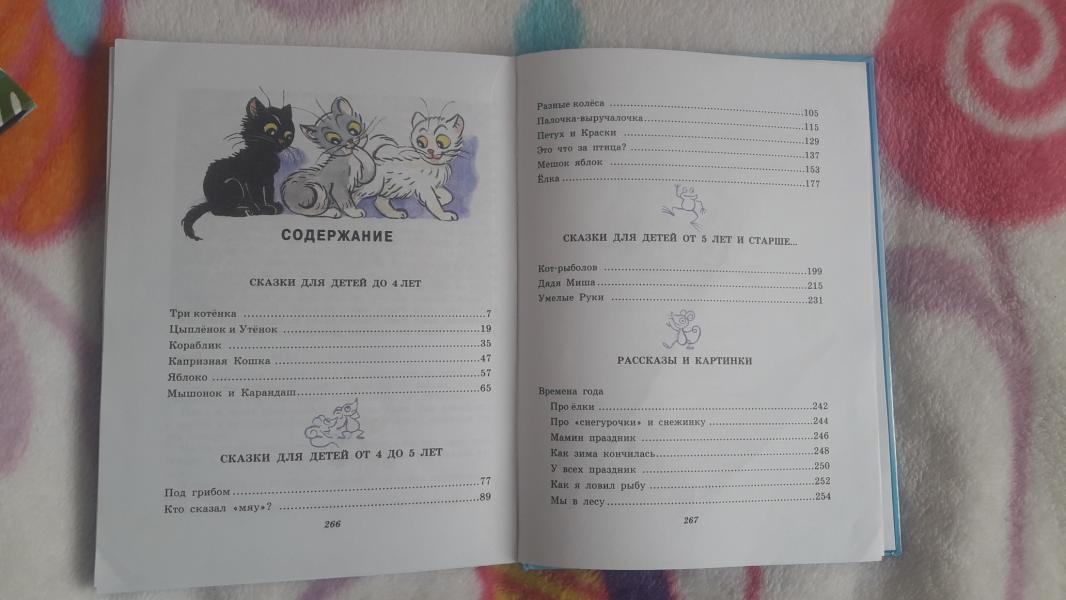 СОДЕРЖАНИЕ
СКАЗКИ ДЛЯ ДЕТЕЙ ДО 4 ЛЕТ
Три котёнка ........ 7
Цыплёнок и Утёнок ........ 19
Кораблик ........ 35
Капризная Кошка ........ 47
Яблоко ........ 57
Мышонок и Карандаш ........ 65
СКАЗКИ ДЛЯ ДЕТЕЙ ОТ 4 ДО 5 ЛЕТ
Под грибом ........ 77
Кто сказал «мяу»? ........ 89
266
Разные колёса ........ 105
Палочка-выручалочка ........ 115
Петух и Краски ........ 129
Это что за птица? ........ 137
Мешок яблок ........ 153
Ёлка ........ 177
СКАЗКИ ДЛЯ ДЕТЕЙ ОТ 5 ЛЕТ И СТАРШЕ...
Кот-рыболов ........ 199
Дядя Миша ........ 215
Умелые Руки ........ 231
РАССКАЗЫ И КАРТИНКИ
Времена года
Про ёлки ........ 242
Про «снегурочки» и снежинку ........ 244
Мамин праздник ........ 246
Как зима кончилась ........ 248
У всех праздник ........ 250
Как я ловил рыбу ........ 252
Мы в лесу ........ 254
267